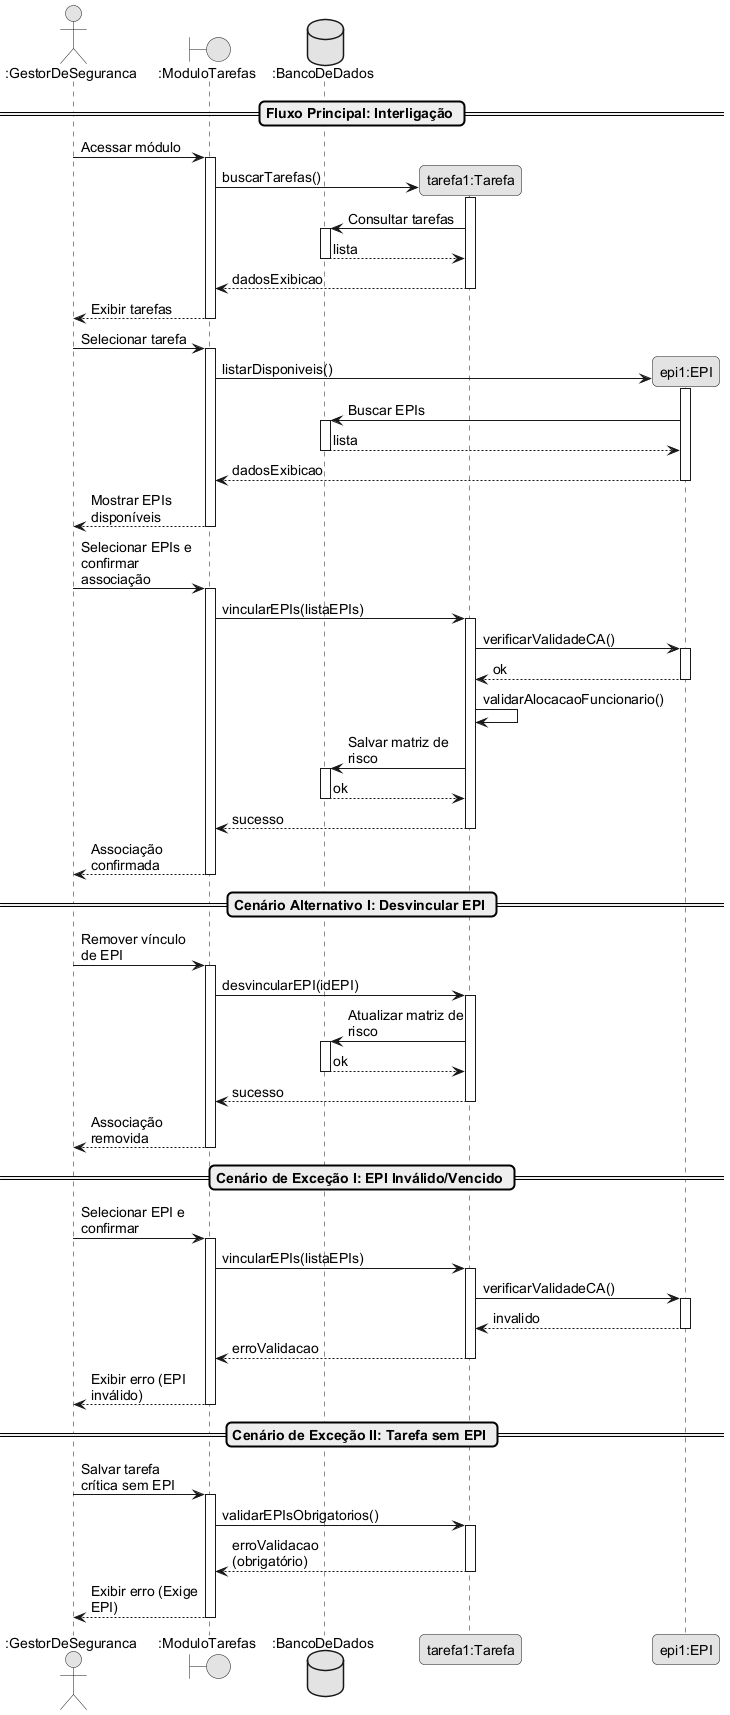 :GestorDeSeguranca
:ModuloTarefas
:BancoDeDados
Fluxo Principal: Interligação
Acessar módulo
buscarTarefas()
tarefa1:Tarefa
Consultar tarefas
lista
dadosExibicao
Exibir tarefas
Selecionar tarefa
listarDisponiveis()
epi1:EPI
Buscar EPIs
lista
dadosExibicao
Mostrar EPIs
disponíveis
Selecionar EPIs e
confirmar
associação
vincularEPIs(listaEPIs)
verificarValidadeCA()
ok
validarAlocacaoFuncionario()
Salvar matriz de
risco
ok
sucesso
Associação
confirmada
Cenário Alternativo I: Desvincular EPI
Remover vínculo
de EPI
desvincularEPI(idEPI)
Atualizar matriz de
risco
ok
sucesso
Associação
removida
Cenário de Exceção I: EPI Inválido/Vencido
Selecionar EPI e
confirmar
vincularEPIs(listaEPIs)
verificarValidadeCA()
invalido
erroValidacao
Exibir erro (EPI
inválido)
Cenário de Exceção II: Tarefa sem EPI
Salvar tarefa
crítica sem EPI
validarEPIsObrigatorios()
erroValidacao
(obrigatório)
Exibir erro (Exige
EPI)
:GestorDeSeguranca
:ModuloTarefas
:BancoDeDados
tarefa1:Tarefa
epi1:EPI